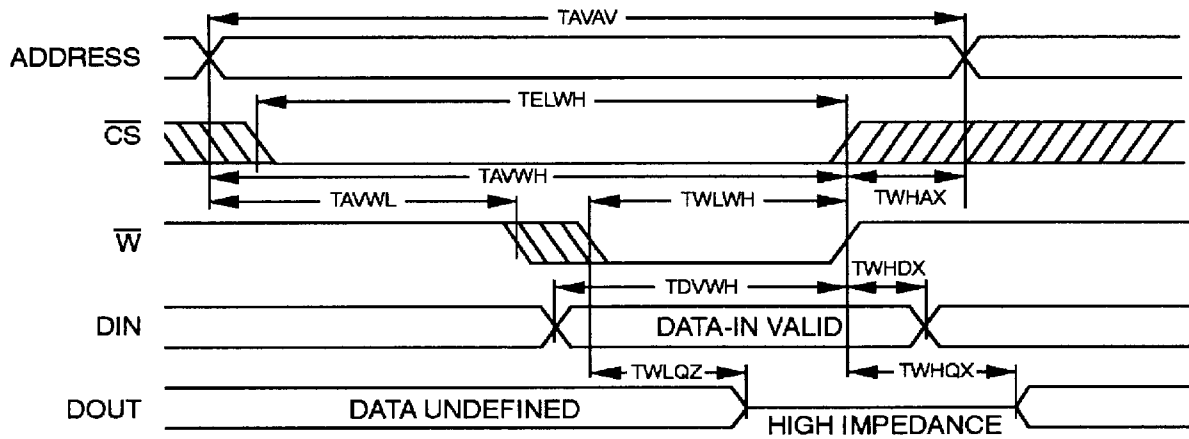 TAVAV
ADDRESS
TELWH
CS
TAVWH
TAVWL
TWLWH
TWHAX
W
TDVWH
TWHDX
DIN
DATA-IN VALID
TWLQZ
TWHQX
DOUT
DATA UNDEFINED
HIGH IMPEDANCE